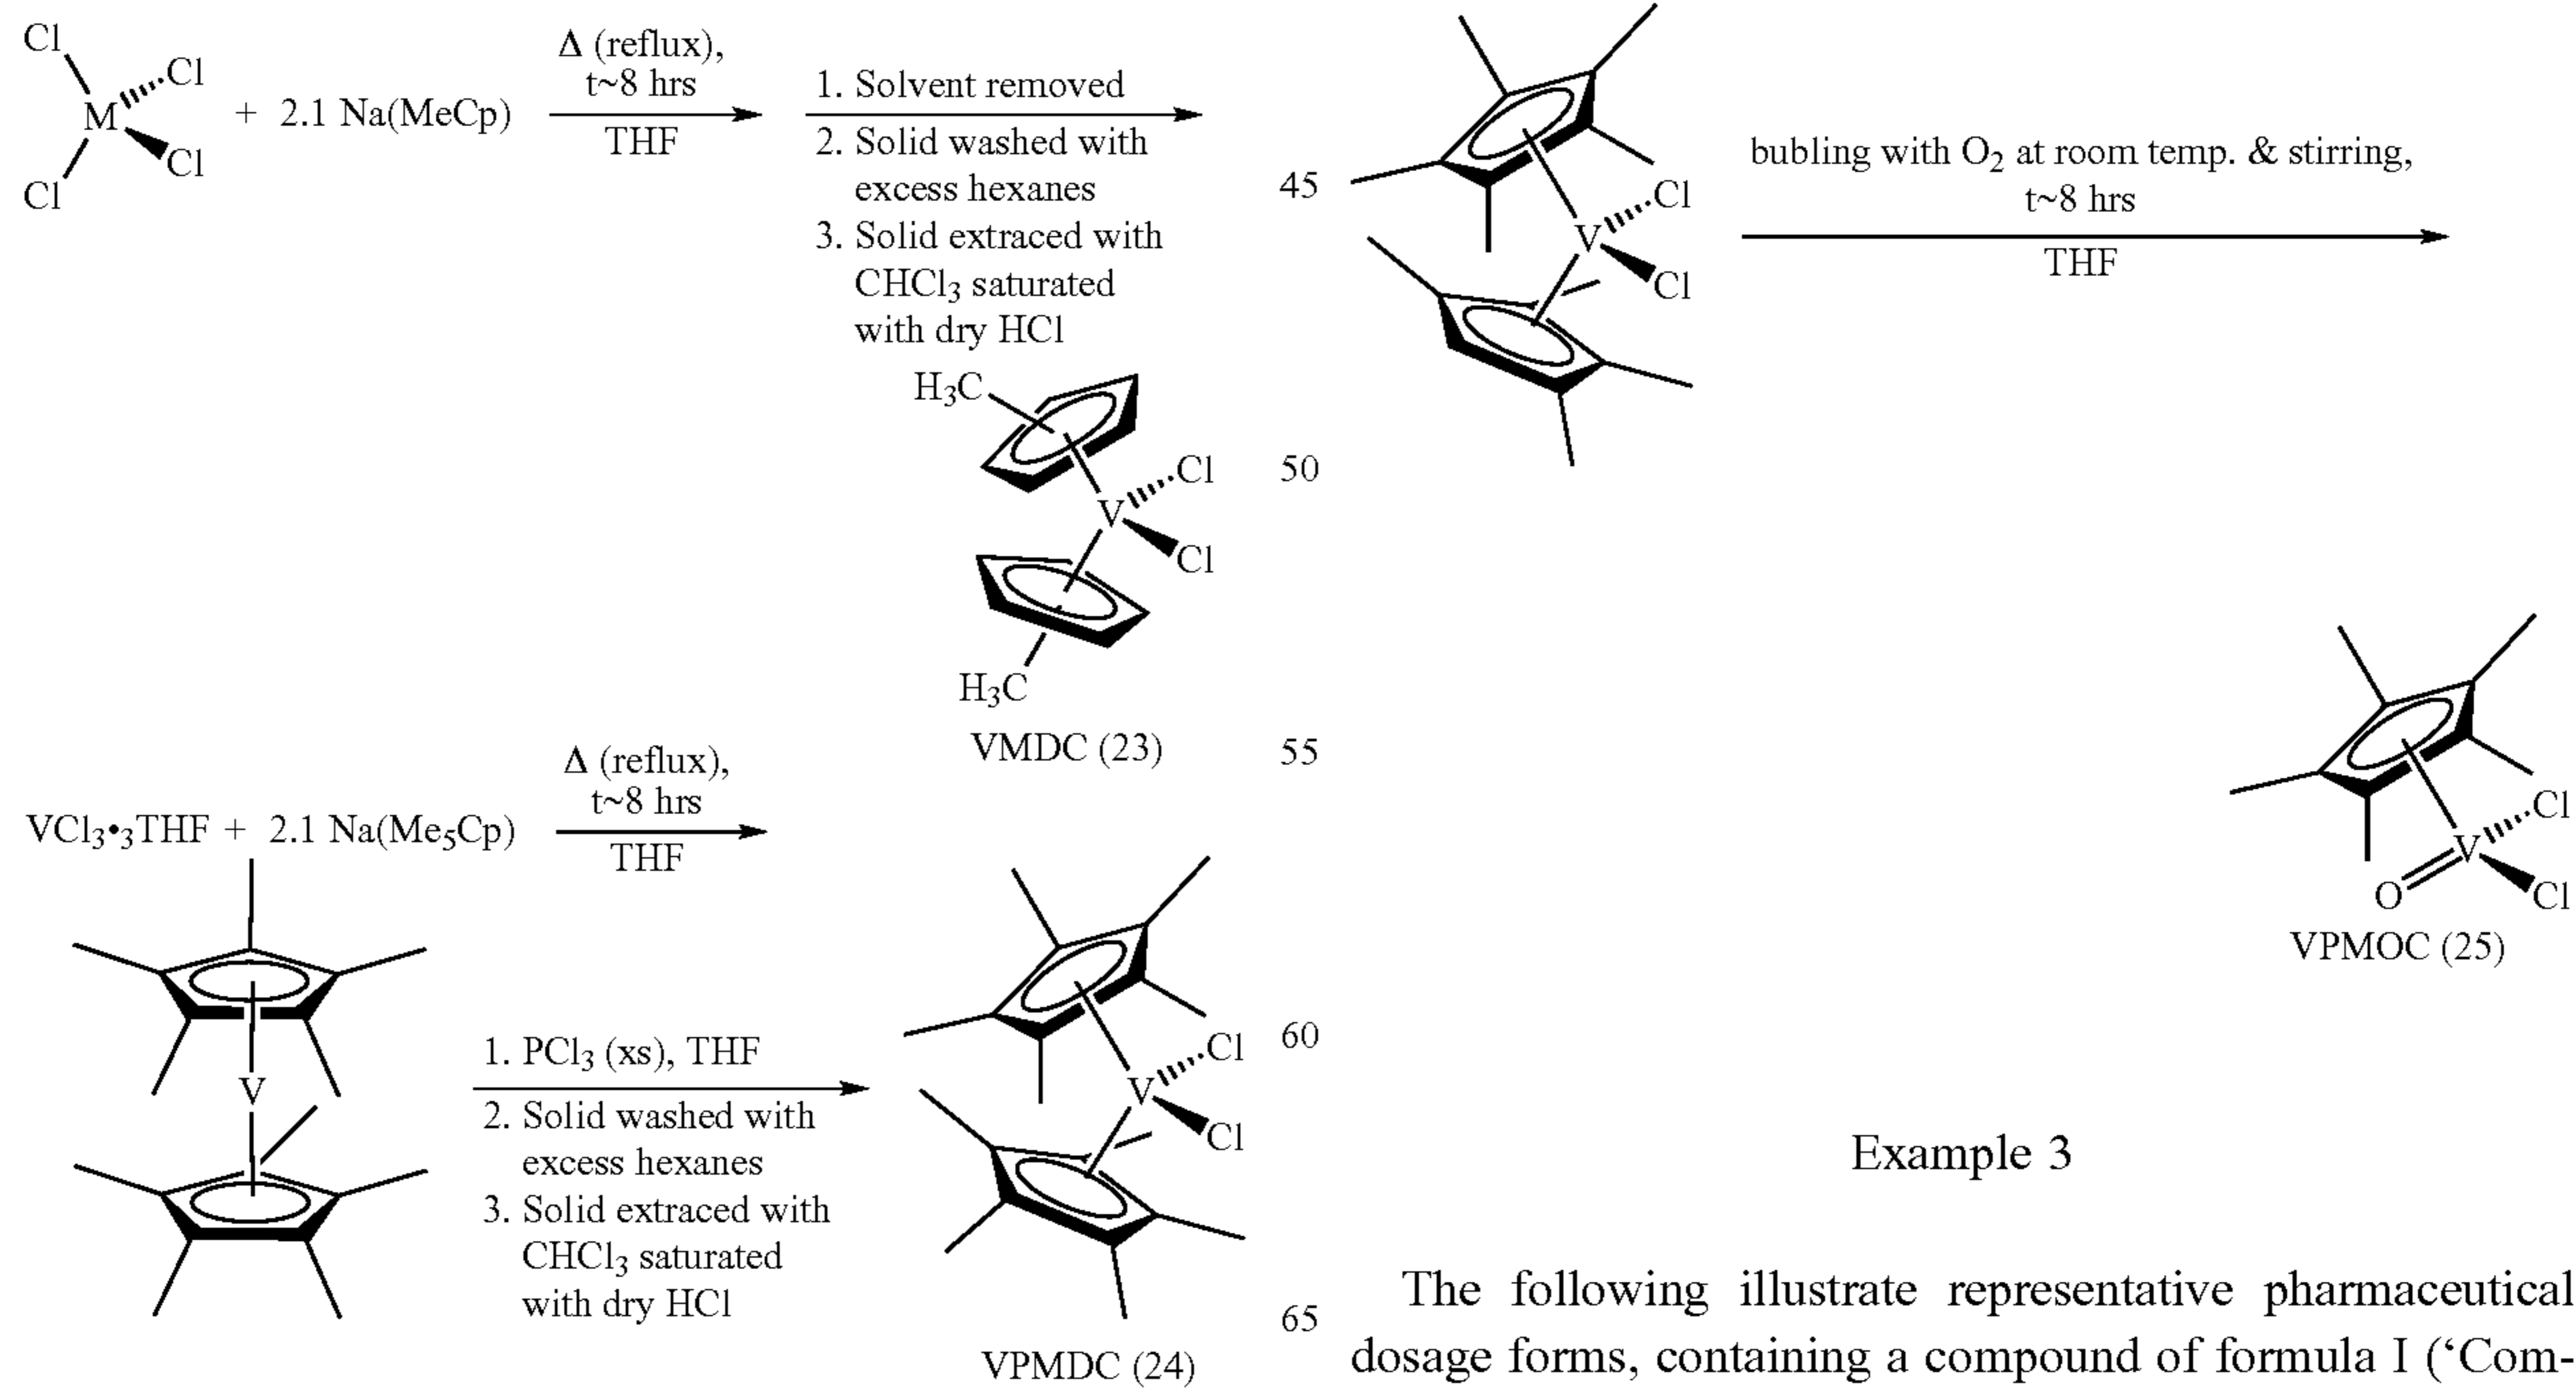 Cl
Cl
M
Cl
Cl
+ 2.1 Na(MeCp)
Δ (reflux),
t~8 hrs
THF
1. Solvent removed
2. Solid washed with
excess hexanes
3. Solid extraced with
CHCl3 saturated
with dry HCl
H3C
Cl
V
Cl
H3C
VMDC (23)
VCl3•3THF + 2.1 Na(Me5Cp)
Δ (reflux),
t~8 hrs
THF
V
1. PCl3 (xs), THF
2. Solid washed with
excess hexanes
3. Solid extraced with
CHCl3 saturated
with dry HCl
Cl
V
Cl
VPMDC (24)
45
50
55
60
65
Cl
V
Cl
bubling with O2 at room temp. & stirring,
t~8 hrs
THF
Cl
V
O
Cl
VPMOC (25)
Example 3
The following illustrate representative pharmaceutical
dosage forms, containing a compound of formula I (‘Com-